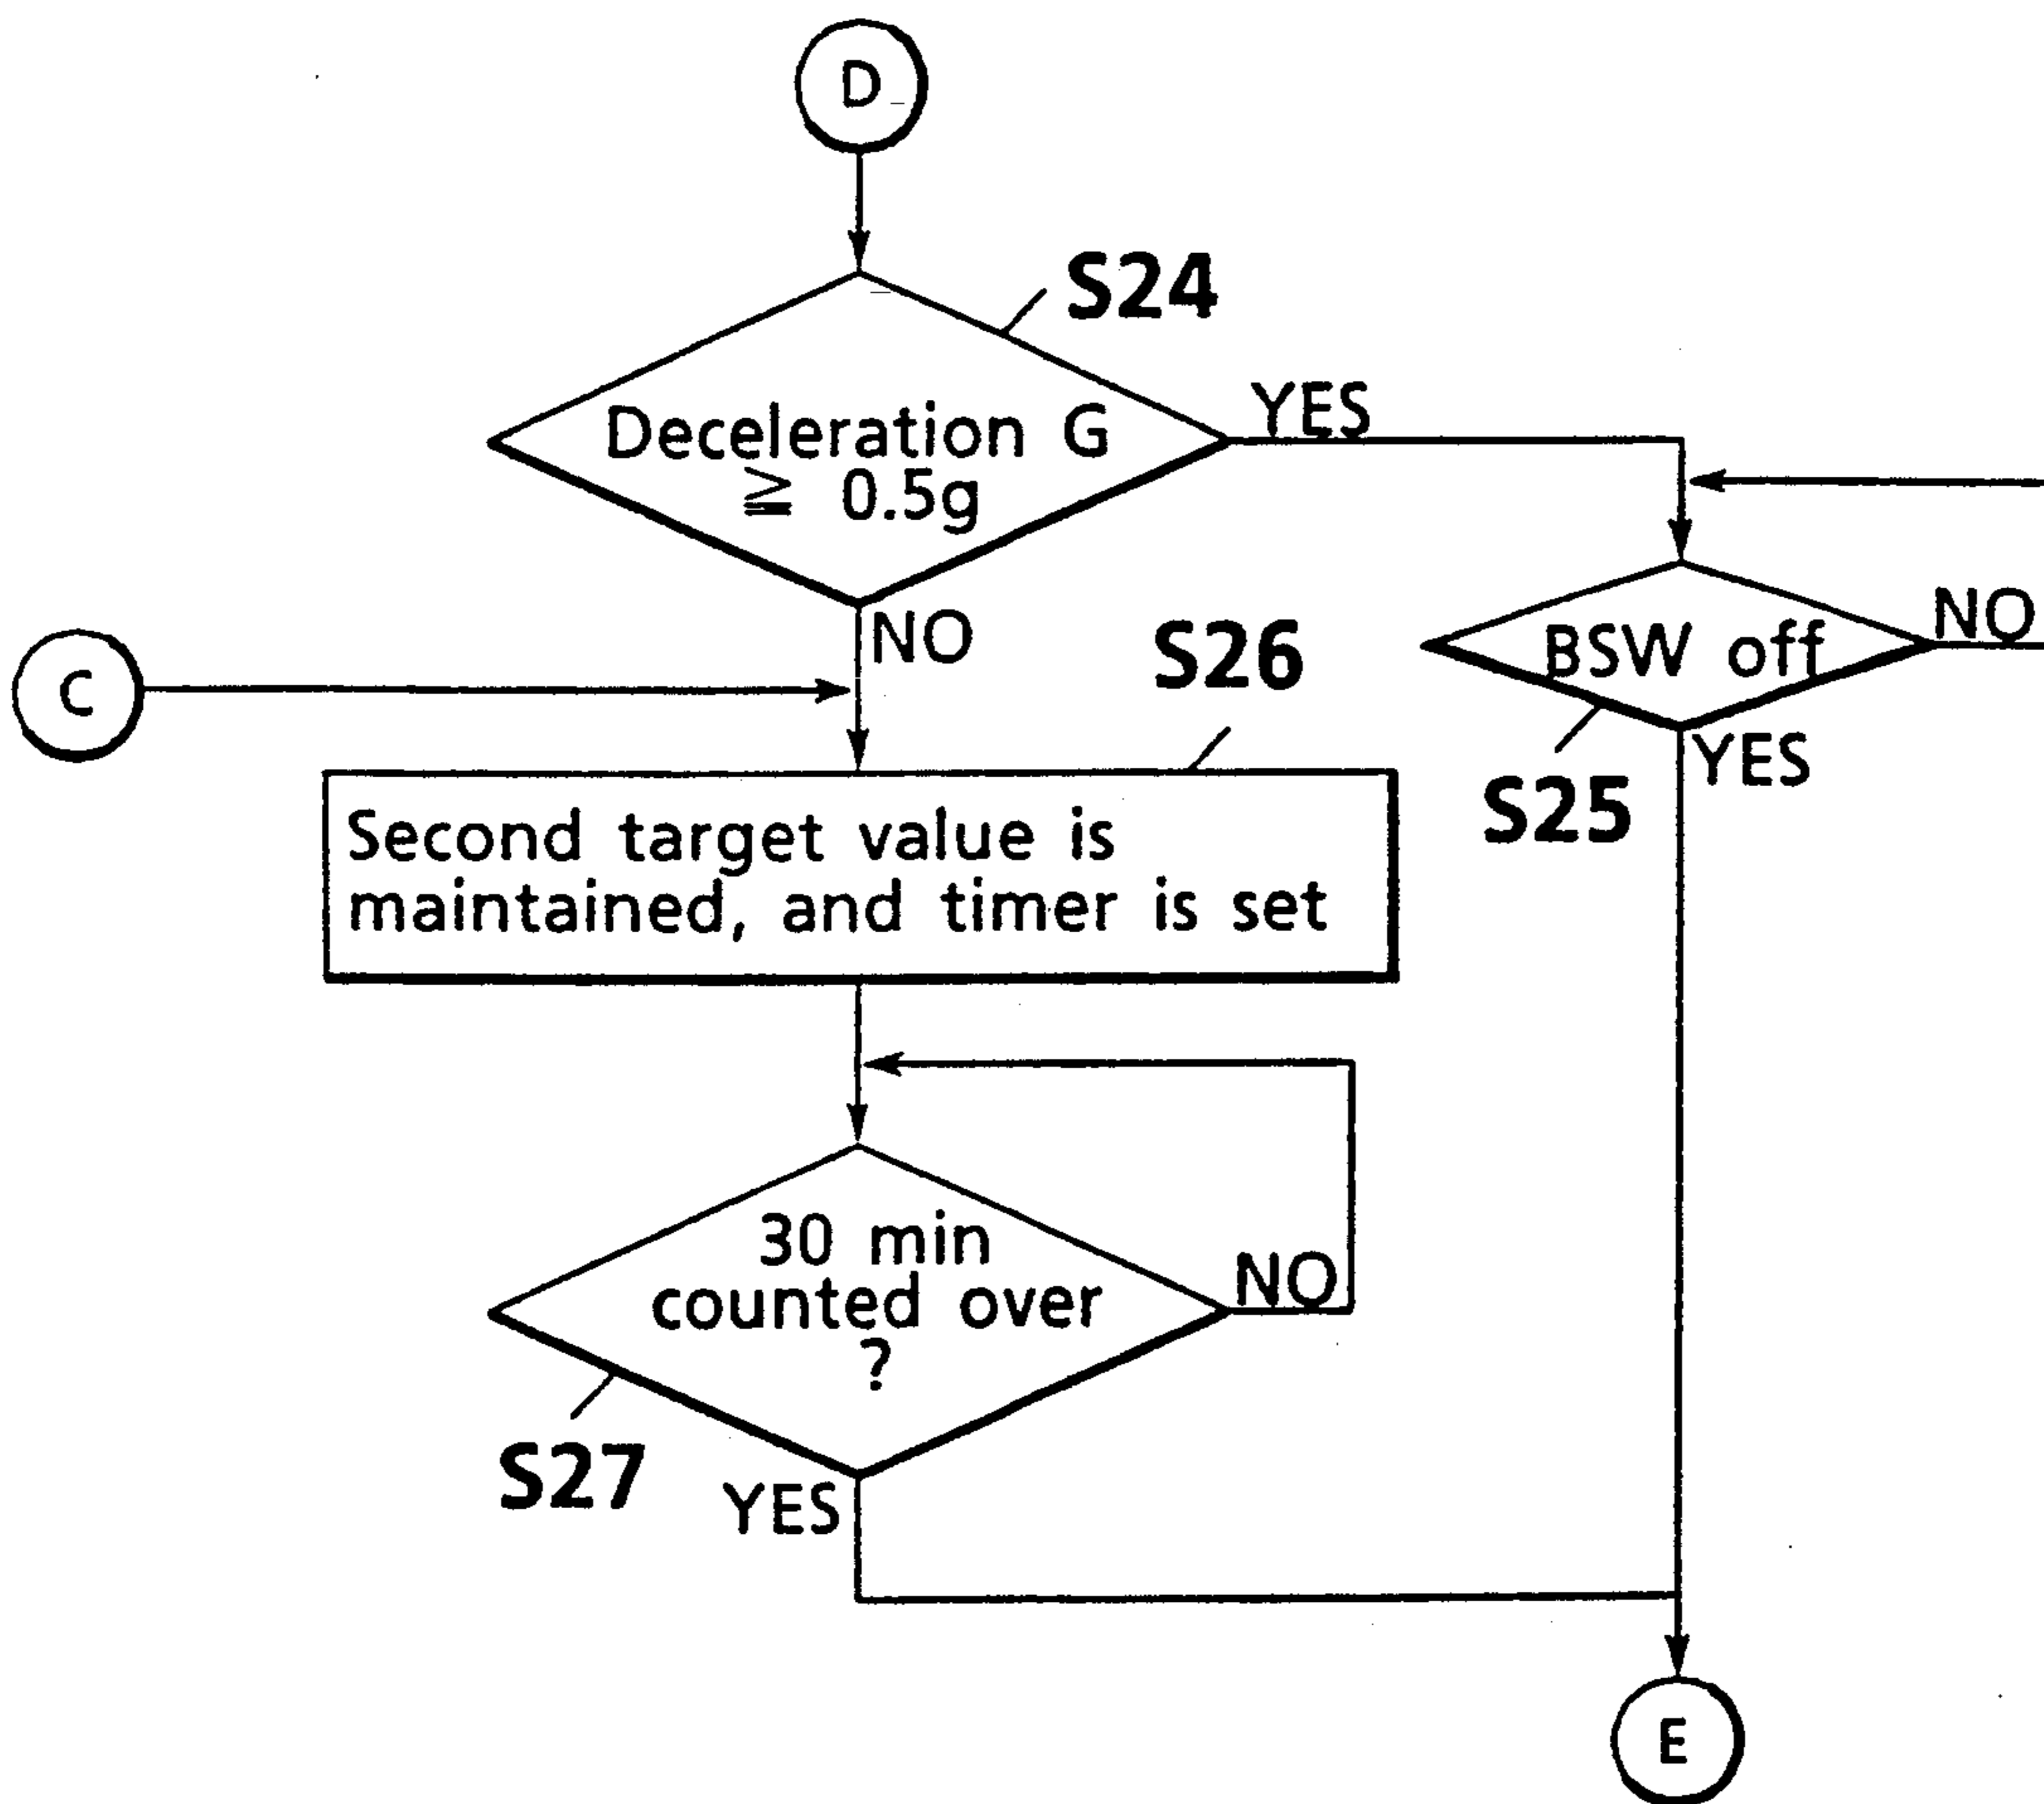 D
S24
Deceleration G
≧ 0.5g
YES
NO
C
S26
BSW off
NO
S25
YES
Second target value is
maintained, and timer is set
30 min
counted over
?
NO
S27
YES
E